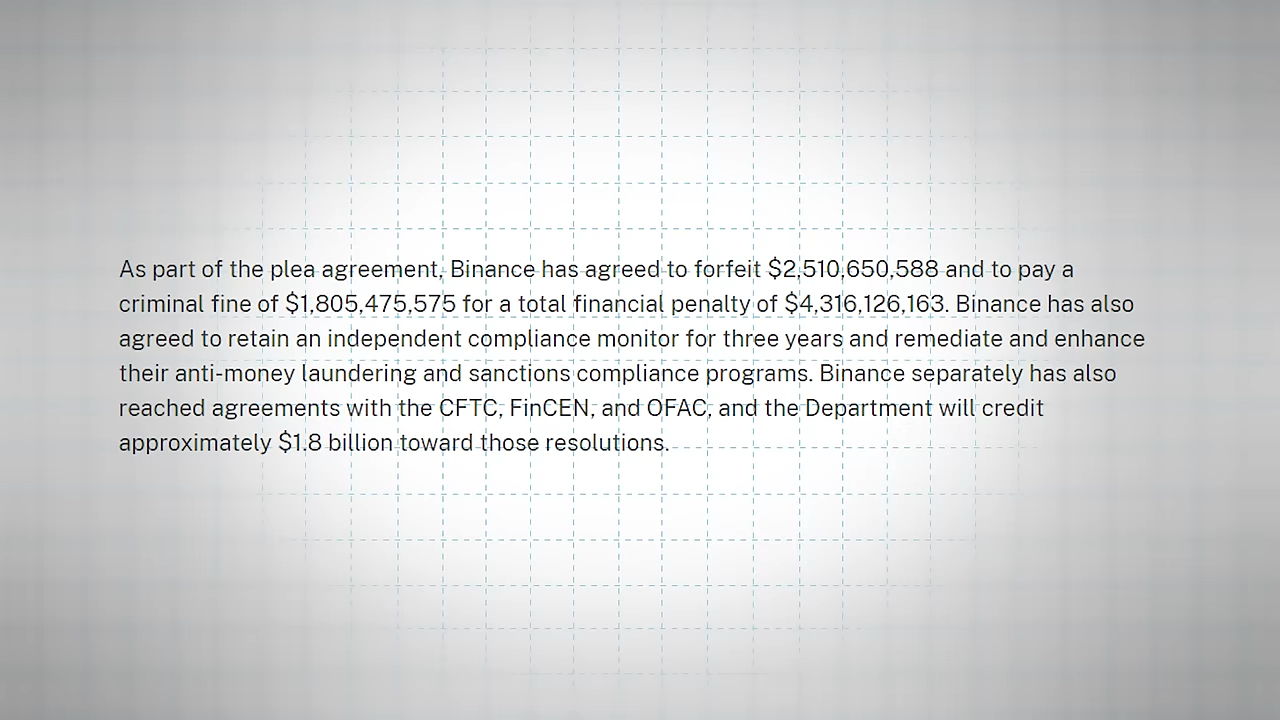 As part of the plea agreement, Binance has agreed to forfeit $2,510,650,588 and to pay a
criminal fine of $1,805,475,575 for a total financial penalty of $4,316,126,163. Binance has also
agreed to retain an independent compliance monitor for three years and remediate and enhance
their anti-money laundering and sanctions compliance programs. Binance separately has also
reached agreements with the CFTC, FinCEN, and OFAC, and the Department will credit
approximately $1.8 billion toward those resolutions.